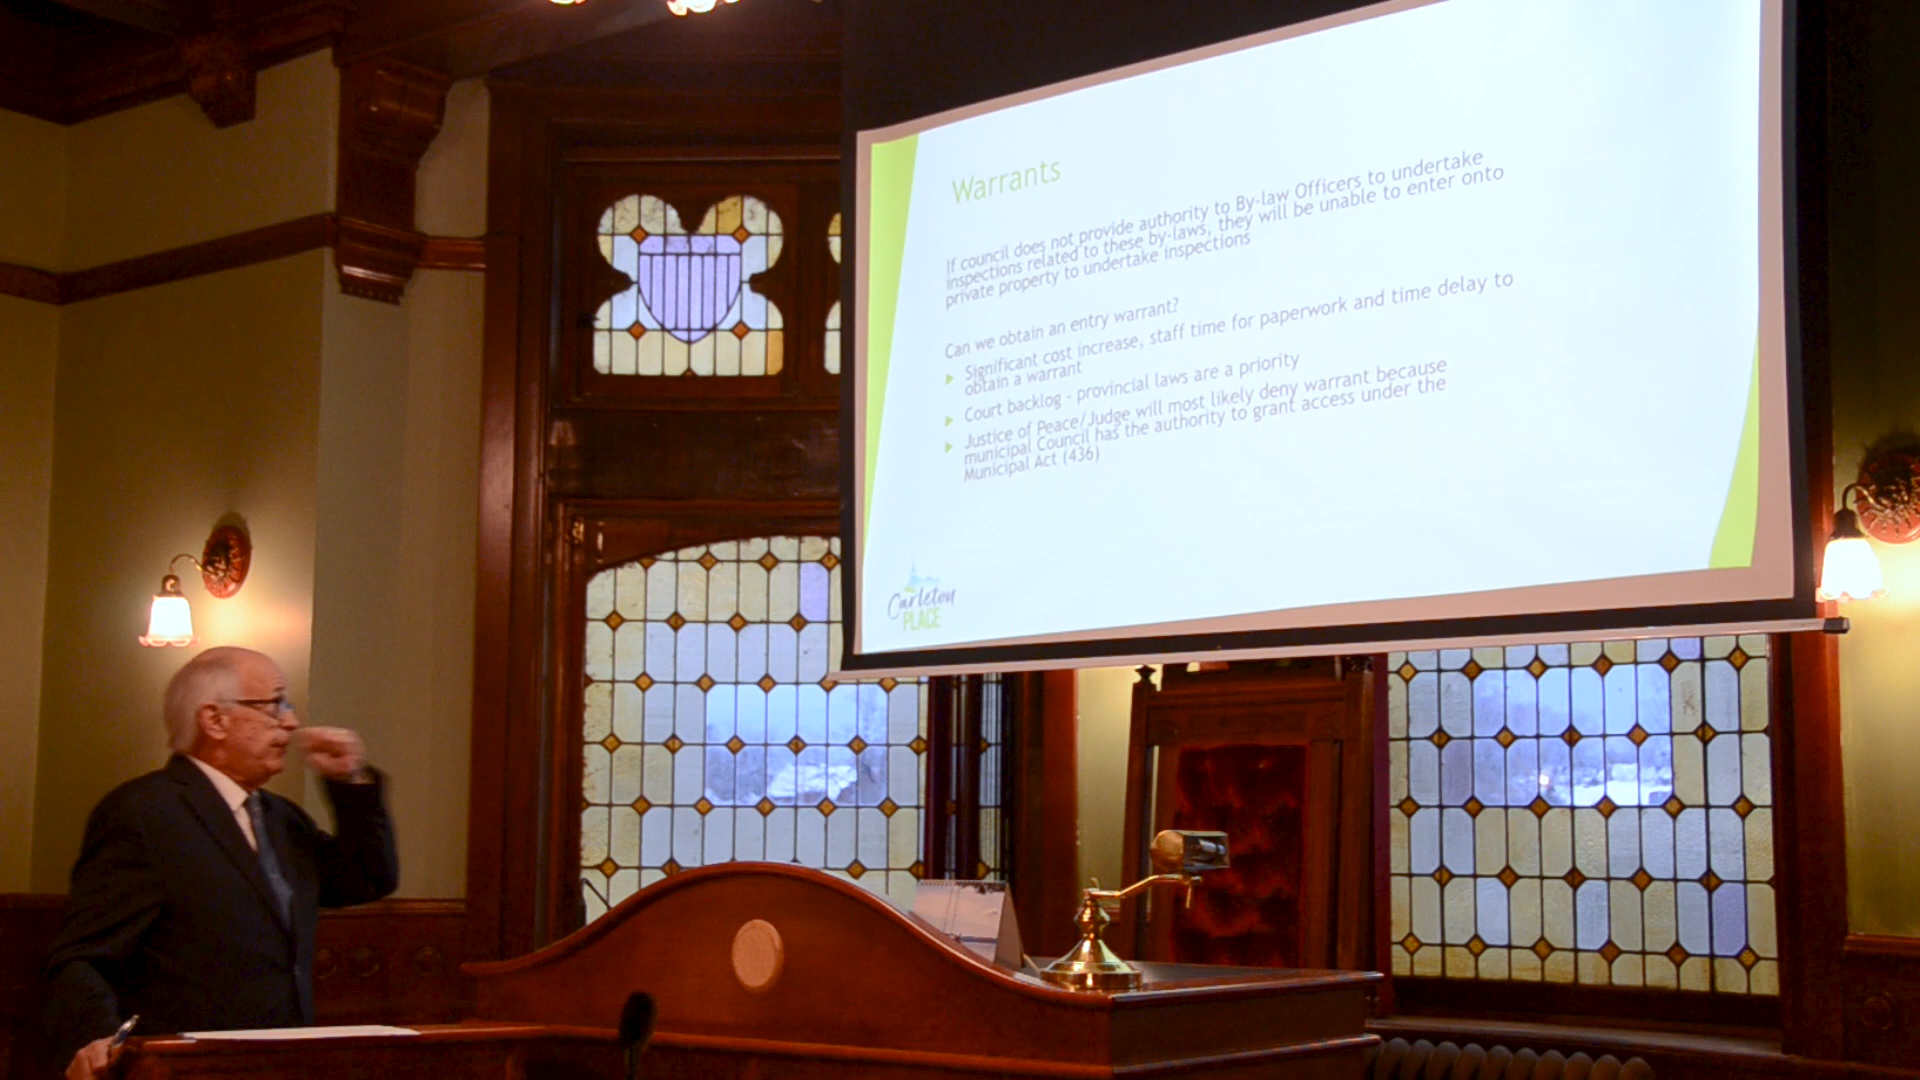 Warrants
If council does not provide authority to By-law Officers to undertake
inspections related to these by-laws, they will be unable to enter onto
private property to undertake inspections
Can we obtain an entry warrant?
Significant cost increase, staff time for paperwork and time delay to
obtain a warrant
Court backlog - provincial laws are a priority
Justice of Peace/Judge will most likely deny warrant because
municipal Council has the authority to grant access under the
Municipal Act (436)
Carleton
PLACE